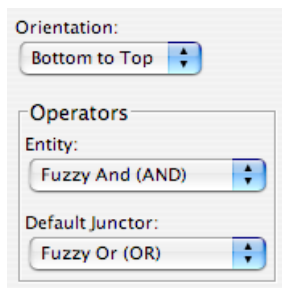 Orientation:
Bottom to Top
Operators
Entity:
Fuzzy And (AND)
Default Junctor:
Fuzzy Or (OR)